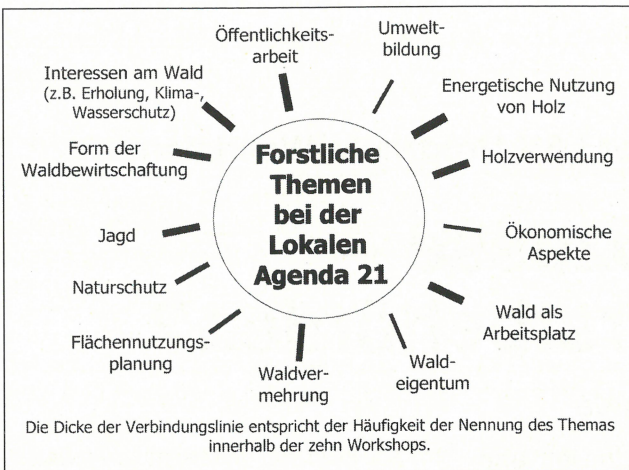 Öffentlichkeits-
arbeit
Umwelt-
bildung
Interessen am Wald
(z.B. Erholung, Klima-,
Wasserschutz)
Energetische Nutzung
von Holz
Form der
Waldbewirtschaftung
Holzverwendung
Forstliche
Themen
bei der
Lokalen
Agenda 21
Jagd
Ökonomische
Aspekte
Naturschutz
Wald als
Arbeitsplatz
Flächennutzungs-
planung
Waldver-
mehrung
Wald-
eigentum
Die Dicke der Verbindungslinie entspricht der Häufigkeit der Nennung des Themas
innerhalb der zehn Workshops.